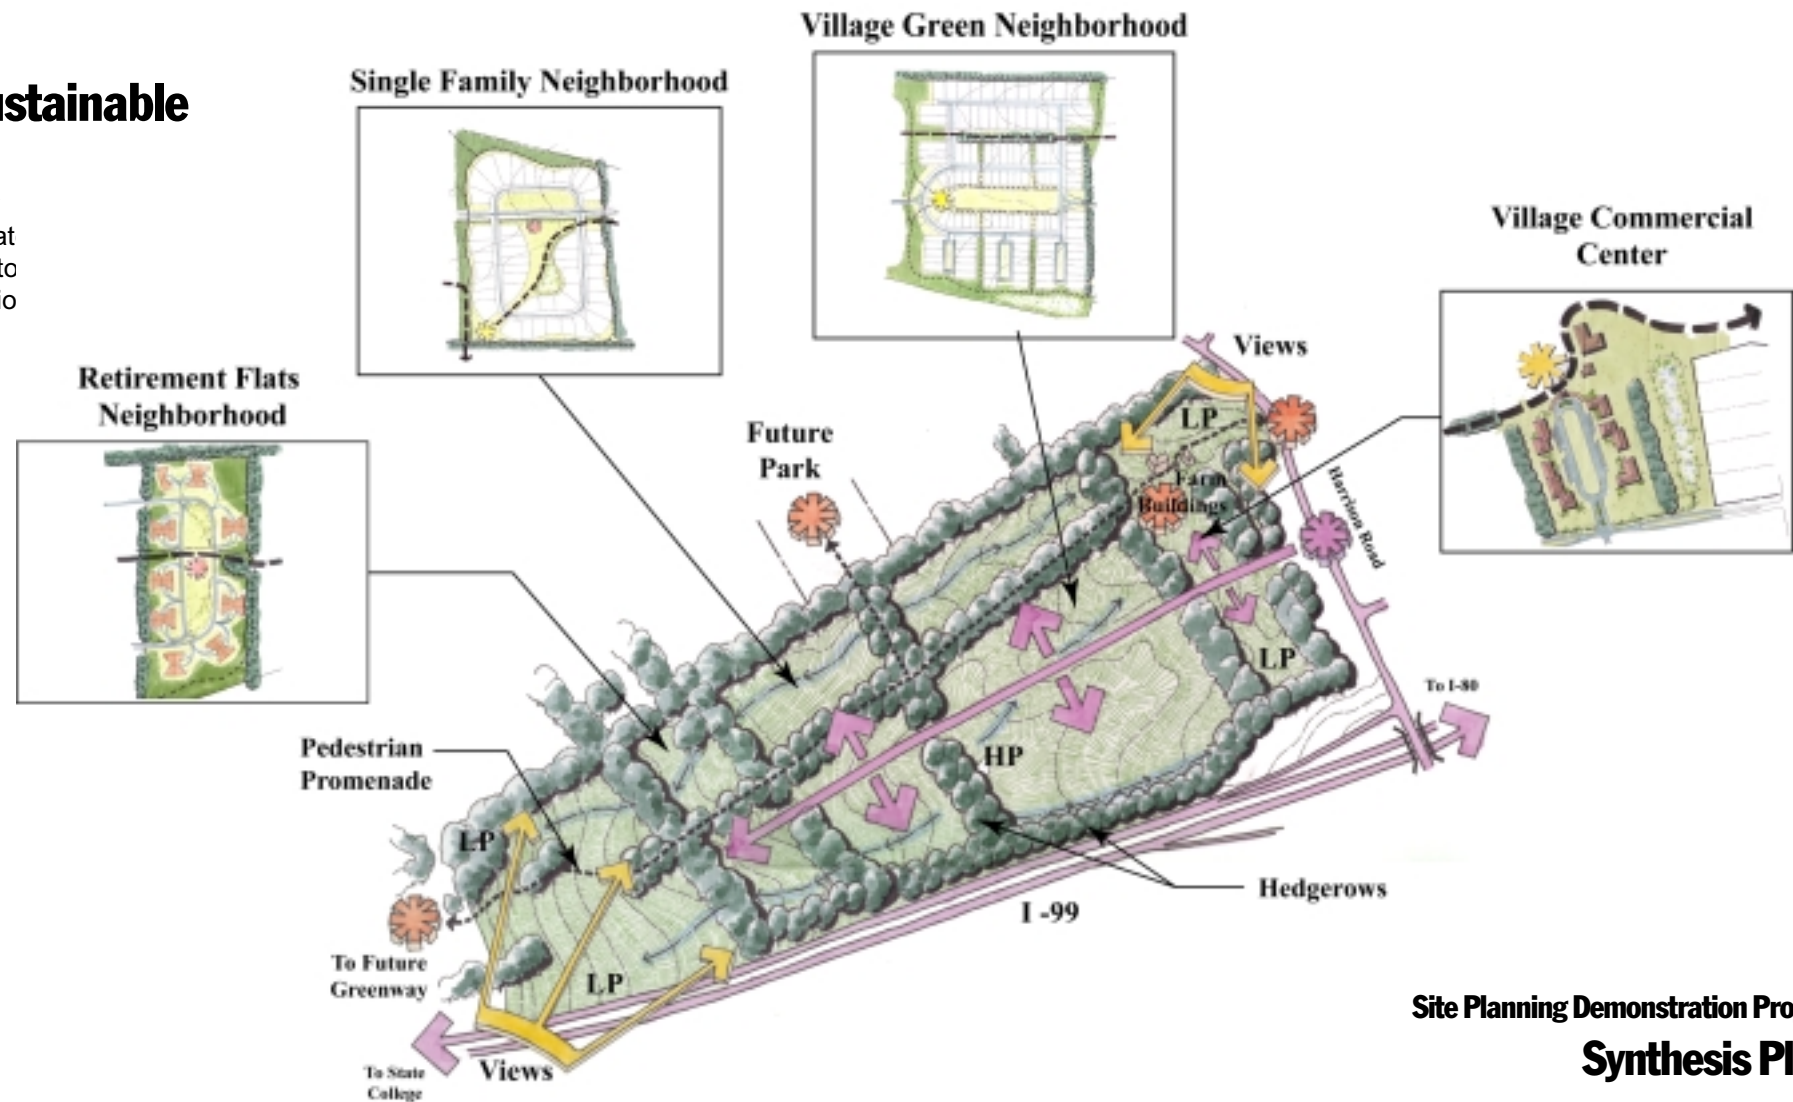 Village Green Neighborhood
Single Family Neighborhood
ustainable
Village Commercial
Center
at
to
io
Views
Retirement Flats
Neighborhood
LP
Future
Park
Farm
Buildings
Harrison Road
LP
To I-80
Pedestrian
Promenade
HP
LP
Hedgerows
I -99
To Future
Greenway
LP
Site Planning Demonstration Pro
Synthesis Pl
Views
To State
College